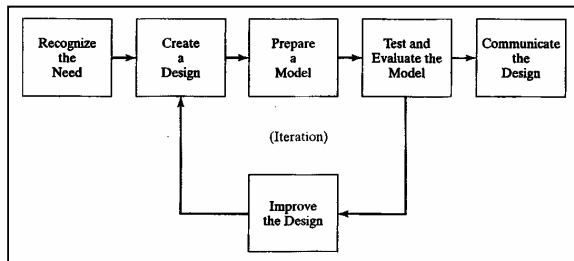 Recognize
the
Need
Create
a
Design
Prepare
a
Model
Test and
Evaluate the
Model
Communicate
the
Design
(Iteration)
Improve
the Design